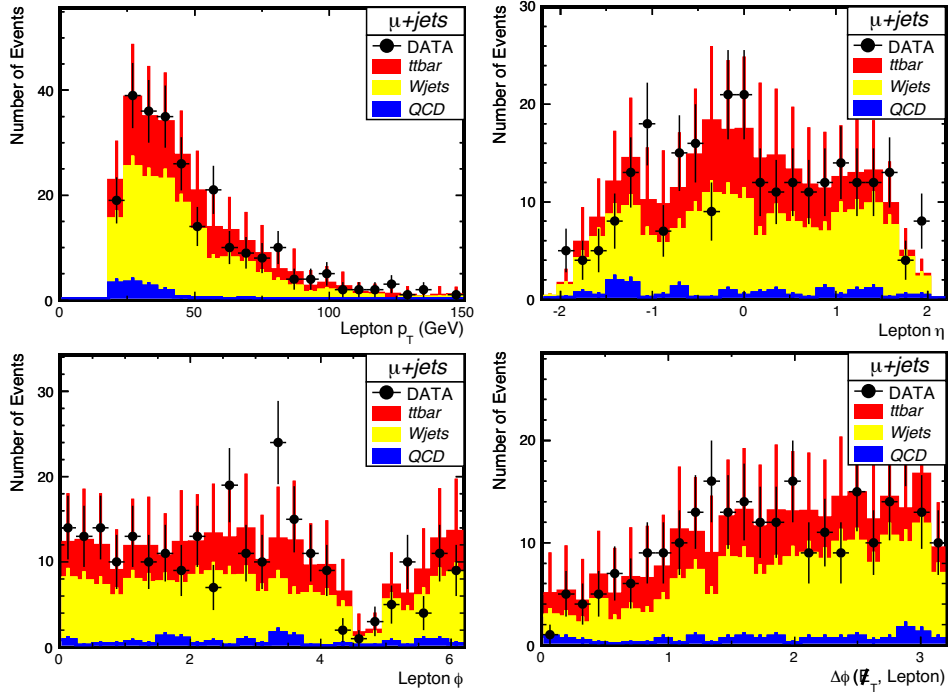 Number of Events
40
20
0
0
50
100
150
Lepton p_T (GeV)
μ+jets
DATA
ttbar
Wjets
QCD
Number of Events
30
20
10
0
-2
-1
0
1
2
Lepton η
μ+jets
DATA
ttbar
Wjets
QCD
Number of Events
30
20
10
0
0
2
4
6
Lepton ϕ
μ+jets
DATA
ttbar
Wjets
QCD
Number of Events
20
10
0
0
1
2
3
Δϕ (E̸_T, Lepton)
μ+jets
DATA
ttbar
Wjets
QCD